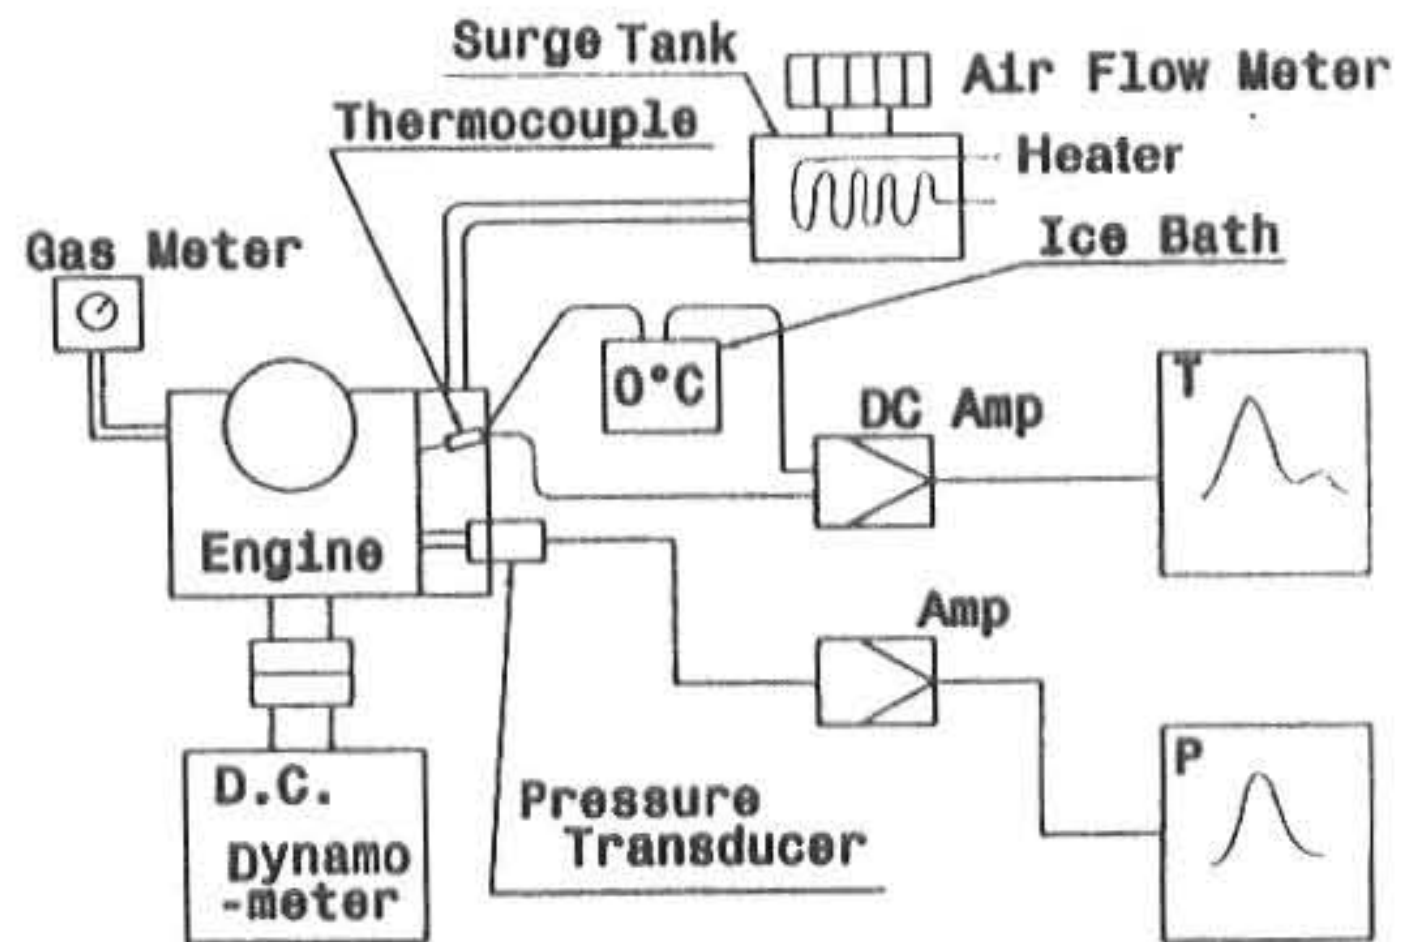 Surge Tank
Air Flow Meter
Thermocouple
Heater
Ice Bath
Gas Meter
0°C
T
DC Amp
Engine
Amp
P
D.C.
Dynamo
-meter
Pressure
Transducer